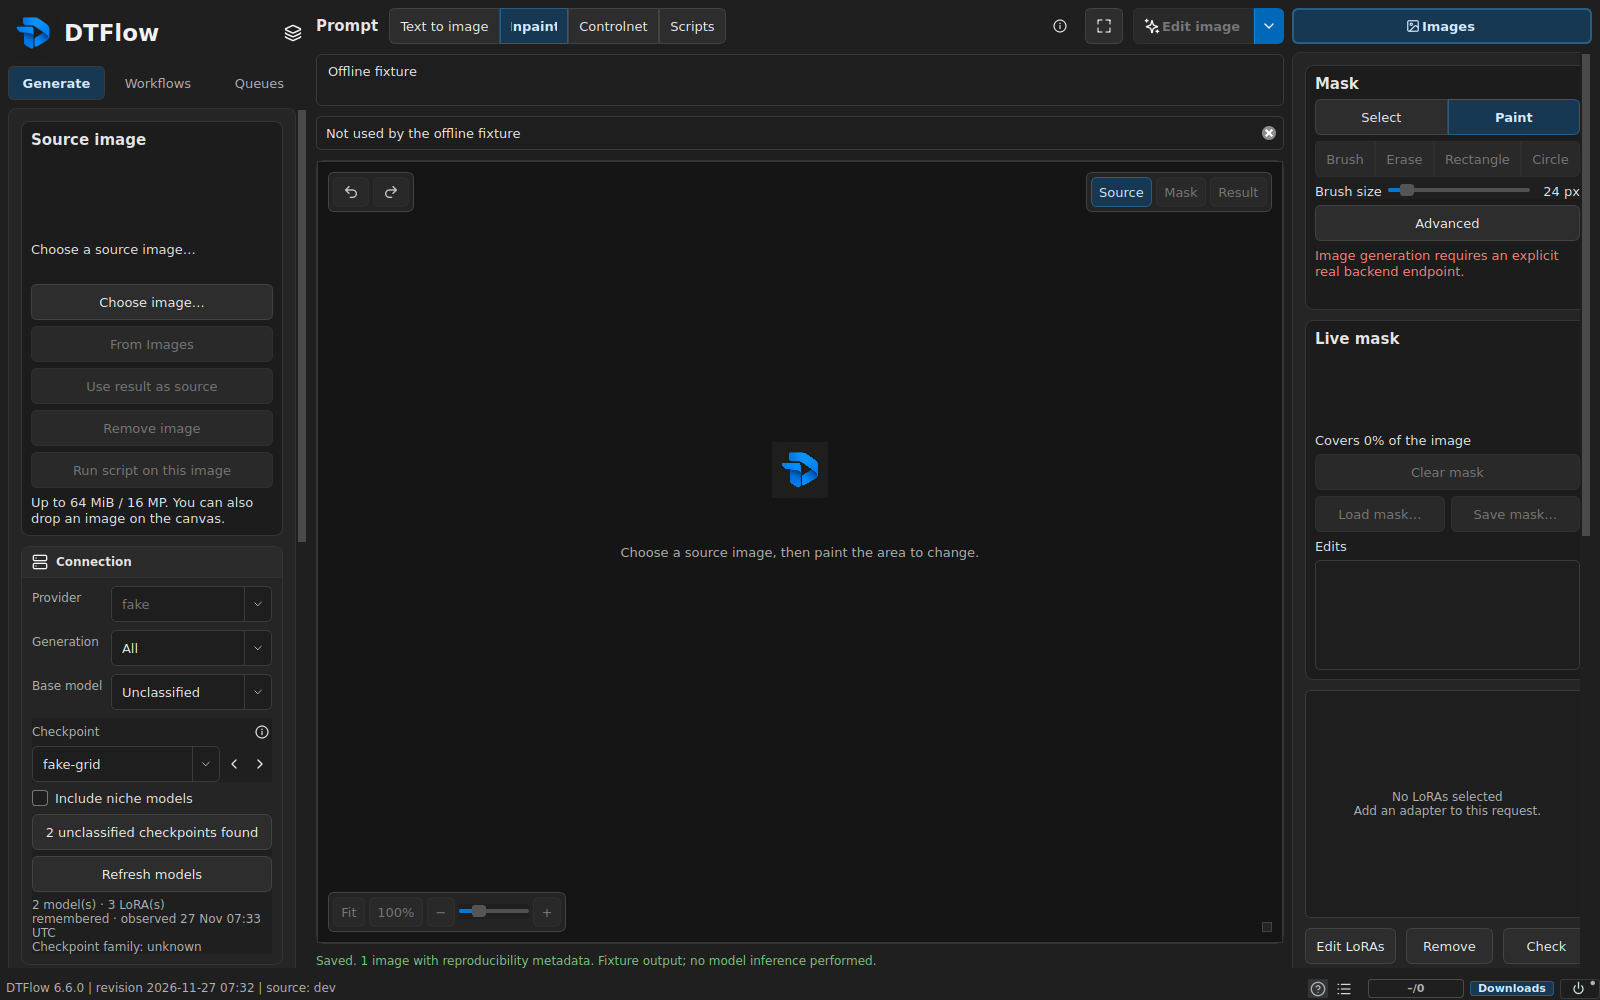 DTFlow
Generate
Workflows
Queues
Source image
Choose a source image...
Choose image...
From Images
Use result as source
Remove image
Run script on this image
Up to 64 MiB / 16 MP. You can also
drop an image on the canvas.
Connection
Provider
fake
Generation
All
Base model
Unclassified
Checkpoint
fake-grid
Include niche models
2 unclassified checkpoints found
Refresh models
2 model(s) · 3 LoRA(s)
remembered · observed 27 Nov 07:33
UTC
Checkpoint family: unknown
Prompt
Text to image
Inpaint
Controlnet
Scripts
Edit image
Offline fixture
Not used by the offline fixture
Source
Mask
Result
Choose a source image, then paint the area to change.
Fit
100%
−
+
Saved. 1 image with reproducibility metadata. Fixture output; no model inference performed.
Images
Mask
Select
Paint
Brush
Erase
Rectangle
Circle
Brush size
24 px
Advanced
Image generation requires an explicit
real backend endpoint.
Live mask
Covers 0% of the image
Clear mask
Load mask...
Save mask...
Edits
No LoRAs selected
Add an adapter to this request.
Edit LoRAs
Remove
Check
DTFlow 6.6.0 | revision 2026-11-27 07:32 | source: dev
–/0
Downloads